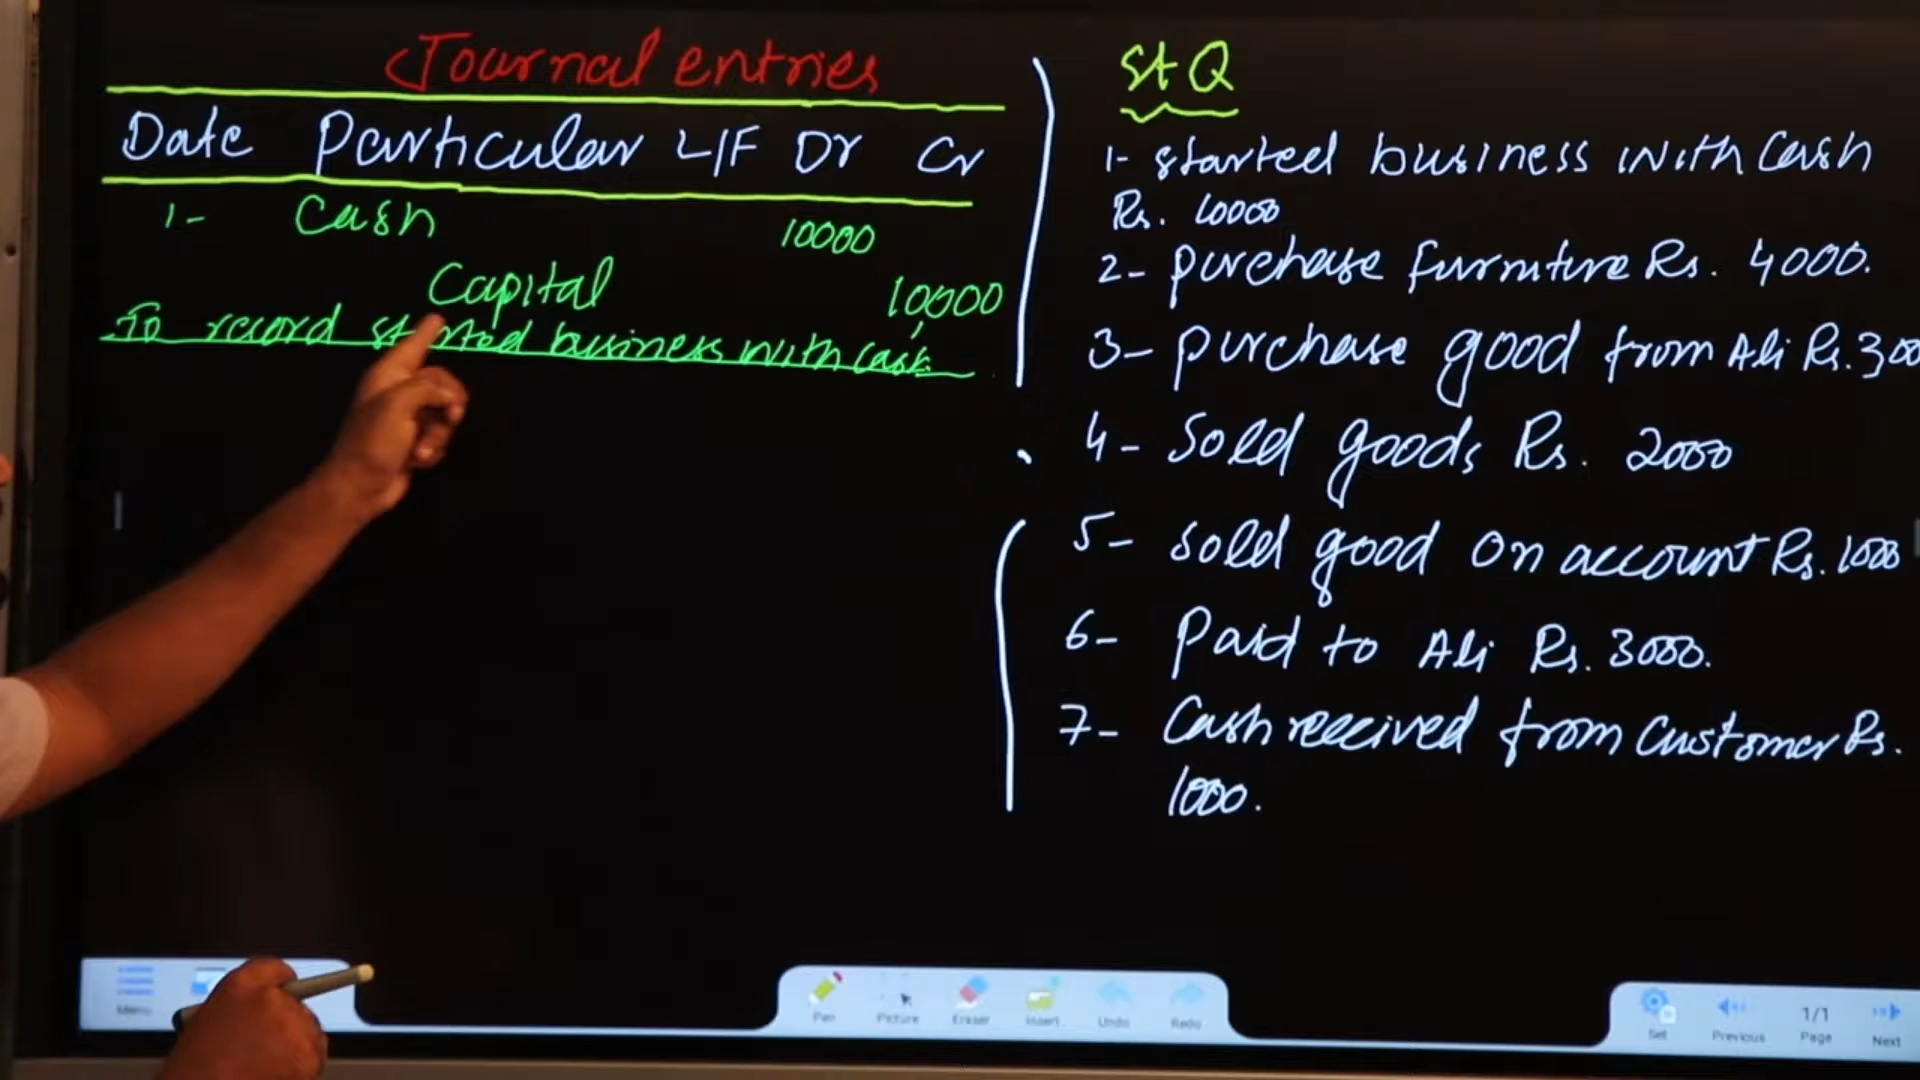 Journal entries
Date Particular L/F Dr Cr
1- Cash 10000
Capital 10,000
To record started business with cash.
St Q
1- started business with Cash
Rs. 10000
2- purchase furniture Rs. 4000.
3- purchase good from Ali Rs. 300
4- Sold goods Rs. 2000
5- Sold good on account Rs. 1000
6- Paid to Ali Rs. 3000.
7- Cash received from Customer Rs.
1000.
Menu
Pen Picture Eraser Insert Undo Redo
Set Previous 1/1 Page Next